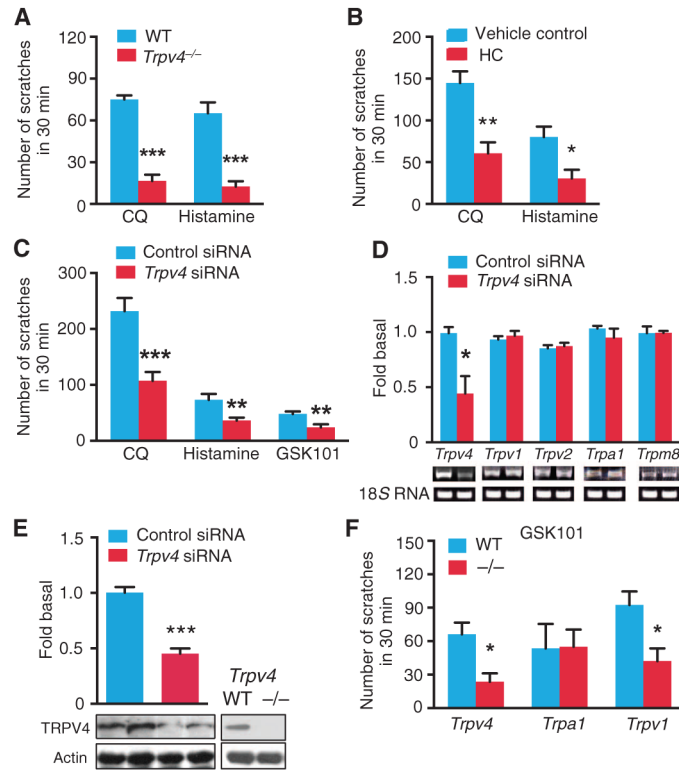 A
WT
Trpv4–/–
Number of scratches
in 30 min
120
90
60
30
0
***
***
CQ
Histamine
B
Vehicle control
HC
Number of scratches
in 30 min
200
150
100
50
0
**
*
CQ
Histamine
C
Control siRNA
Trpv4 siRNA
Number of scratches
in 30 min
300
200
100
0
***
**
**
CQ
Histamine
GSK101
D
Control siRNA
Trpv4 siRNA
Fold basal
1.5
1.0
0.5
0
*
Trpv4
Trpv1
Trpv2
Trpa1
Trpm8
18S RNA
E
Control siRNA
Trpv4 siRNA
Fold basal
1.5
1.0
0.5
0
***
Trpv4
WT –/–
TRPV4
Actin
F
GSK101
WT
–/–
Number of scratches
in 30 min
150
120
90
60
30
0
*
*
Trpv4
Trpa1
Trpv1